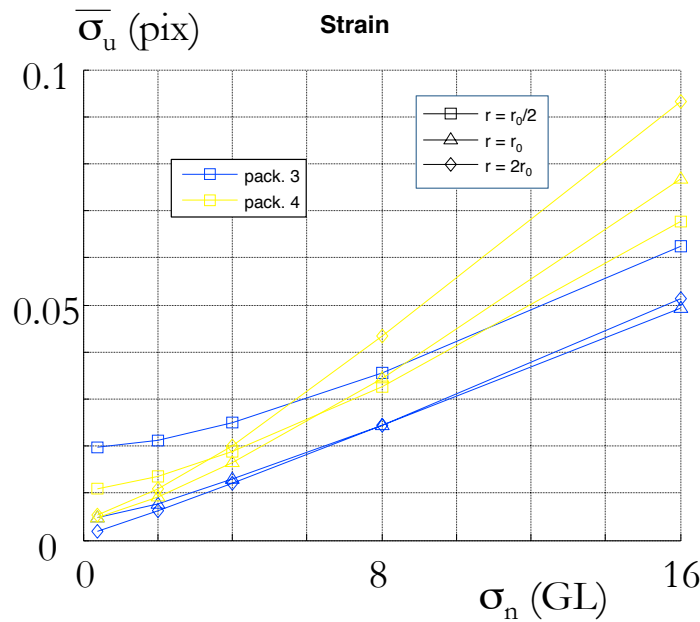 σ̅u (pix)
Strain
0.1
r = r0/2
r = r0
r = 2r0
pack. 3
pack. 4
0.05
0
0
8
16
σn (GL)